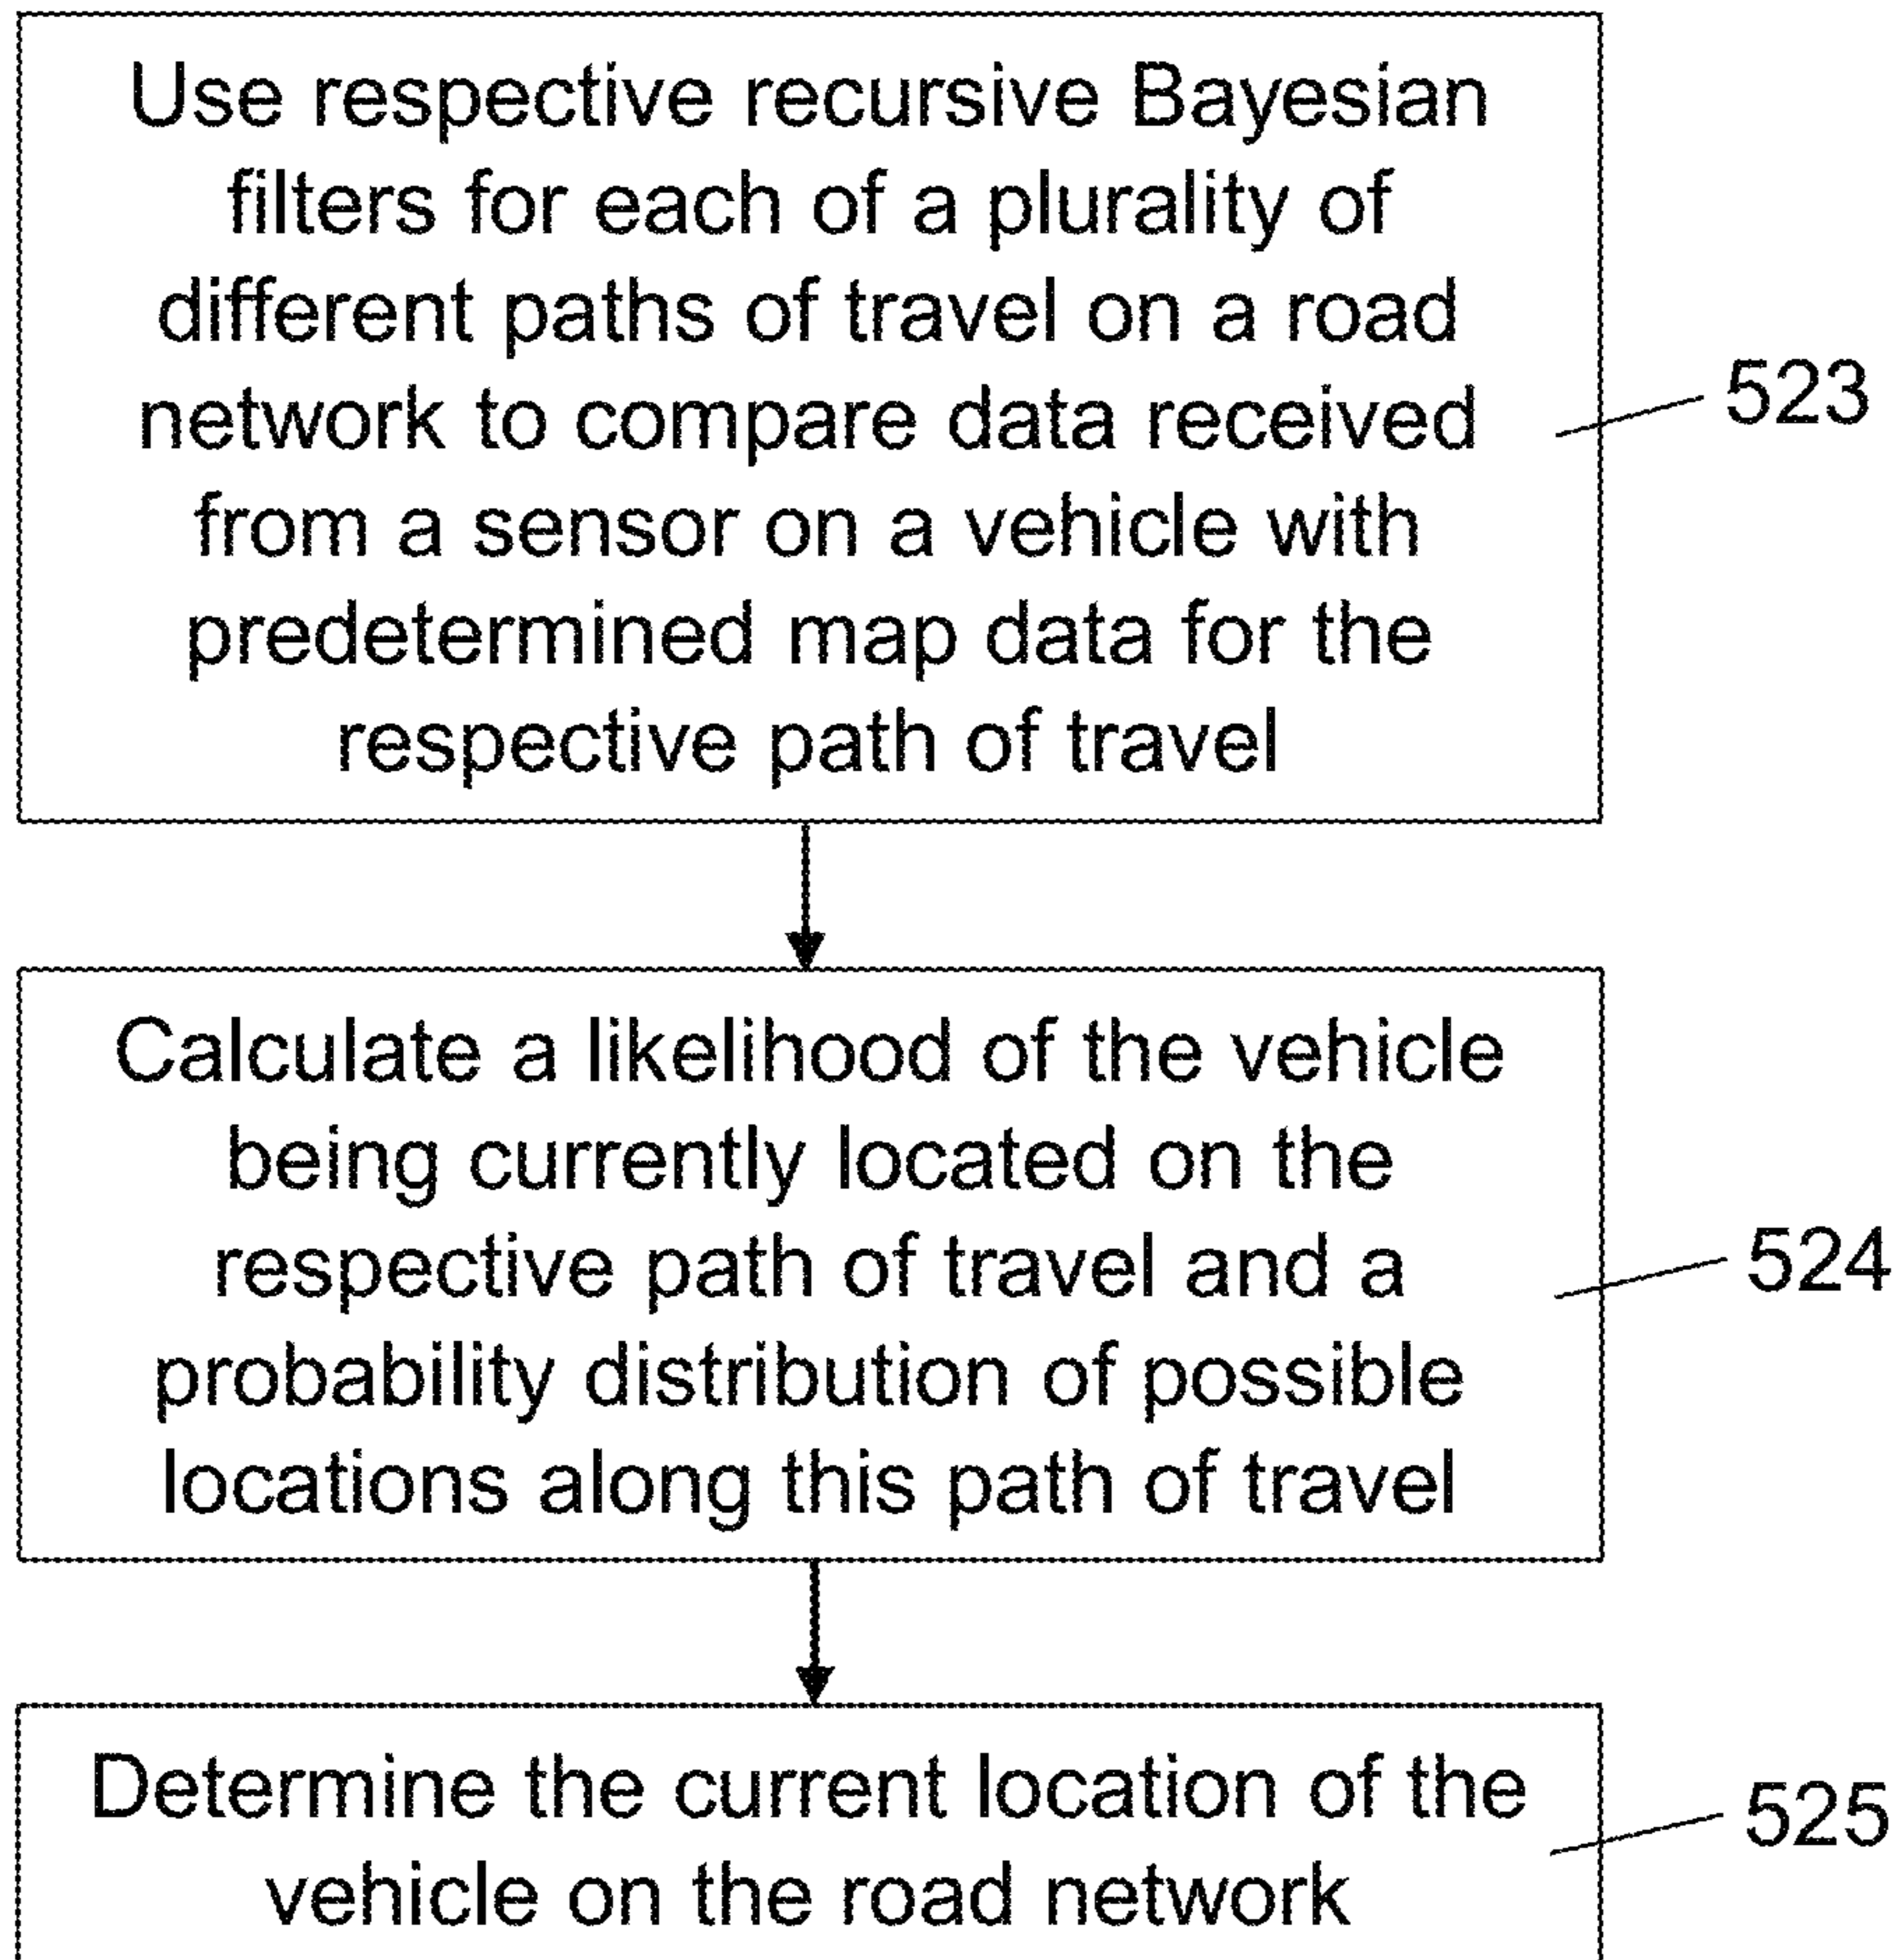 Use respective recursive Bayesian
filters for each of a plurality of
different paths of travel on a road
network to compare data received
from a sensor on a vehicle with
predetermined map data for the
respective path of travel
523
Calculate a likelihood of the vehicle
being currently located on the
respective path of travel and a
probability distribution of possible
locations along this path of travel
524
Determine the current location of the
vehicle on the road network
525